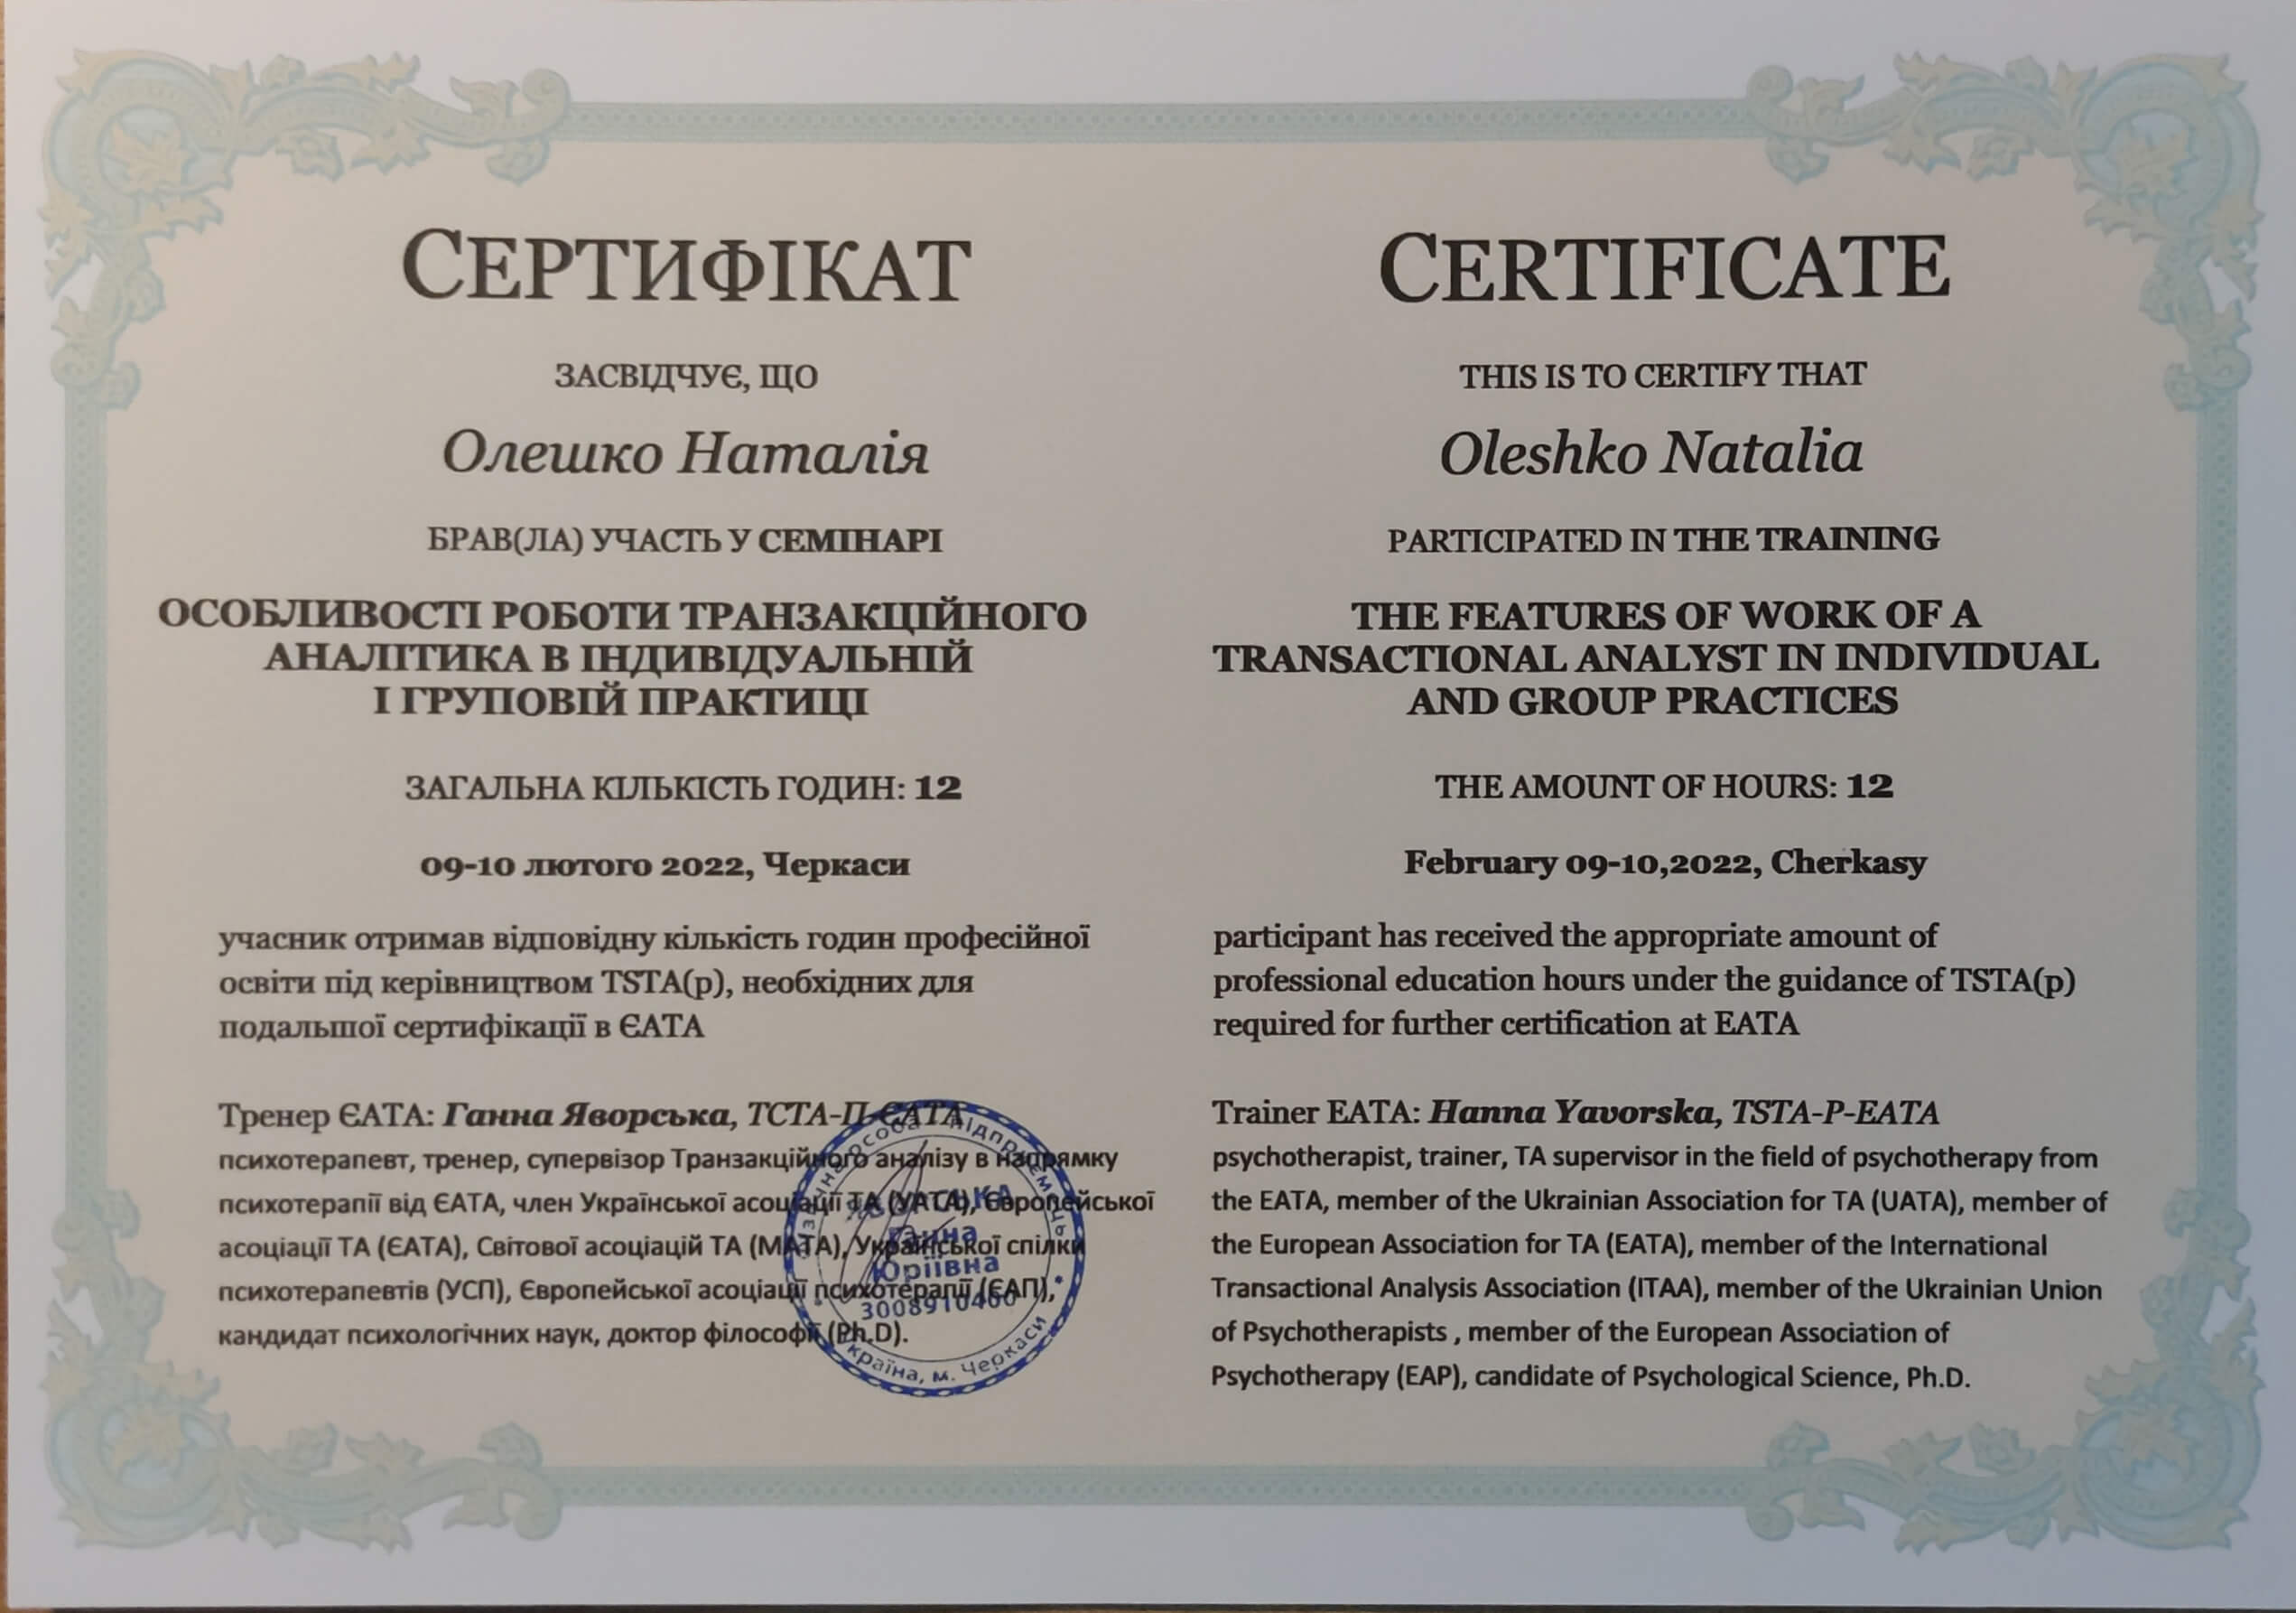 СЕРТИФІКАТ
ЗАСВІДЧУЄ, ЩО
Олешко Наталія
БРАВ(ЛА) УЧАСТЬ У СЕМІНАРІ
ОСОБЛИВОСТІ РОБОТИ ТРАНЗАКЦІЙНОГО
АНАЛІТИКА В ІНДИВІДУАЛЬНІЙ
І ГРУПОВІЙ ПРАКТИЦІ
ЗАГАЛЬНА КІЛЬКІСТЬ ГОДИН: 12
09-10 лютого 2022, Черкаси
учасник отримав відповідну кількість годин професійної
освіти під керівництвом TSTA(p), необхідних для
подальшої сертифікації в ЄАТА
Тренер ЄАТА: Ганна Яворська, ТСТА-П-ЄАТА
психотерапевт, тренер, супервізор Транзакційного аналізу в напрямку
психотерапії від ЄАТА, член Української асоціації ТА (УАТА), Європейської
асоціації ТА (ЄАТА), Світової асоціацій ТА (МАТА), Української спілки
психотерапевтів (УСП), Європейської асоціації психотерапії (ЄАП),
кандидат психологічних наук, доктор філософії (Ph.D).
Ганна
Юріївна
Україна, м. Черкаси
CERTIFICATE
THIS IS TO CERTIFY THAT
Oleshko Natalia
PARTICIPATED IN THE TRAINING
THE FEATURES OF WORK OF A
TRANSACTIONAL ANALYST IN INDIVIDUAL
AND GROUP PRACTICES
THE AMOUNT OF HOURS: 12
February 09-10,2022, Cherkasy
participant has received the appropriate amount of
professional education hours under the guidance of TSTA(p)
required for further certification at EATA
Trainer EATA: Hanna Yavorska, TSTA-P-EATA
psychotherapist, trainer, TA supervisor in the field of psychotherapy from
the EATA, member of the Ukrainian Association for TA (UATA), member of
the European Association for TA (EATA), member of the International
Transactional Analysis Association (ITAA), member of the Ukrainian Union
of Psychotherapists , member of the European Association of
Psychotherapy (EAP), candidate of Psychological Science, Ph.D.